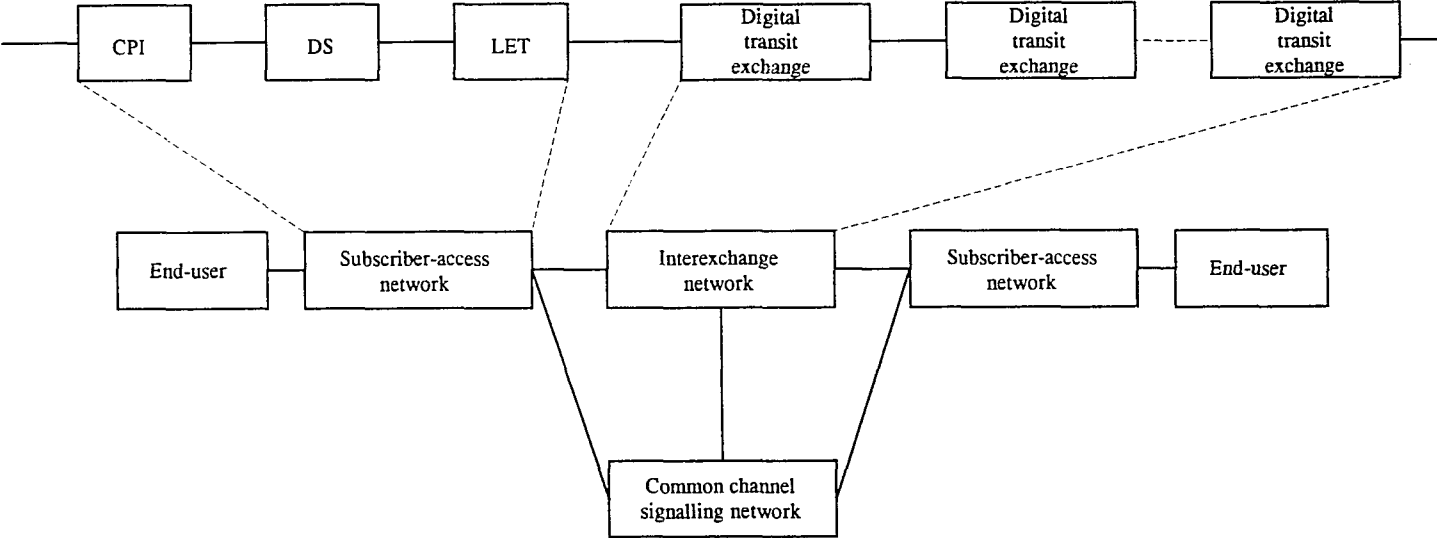 CPI
DS
LET
Digital
transit
exchange
Digital
transit
exchange
Digital
transit
exchange
End-user
Subscriber-access
network
Interexchange
network
Subscriber-access
network
End-user
Common channel
signalling network